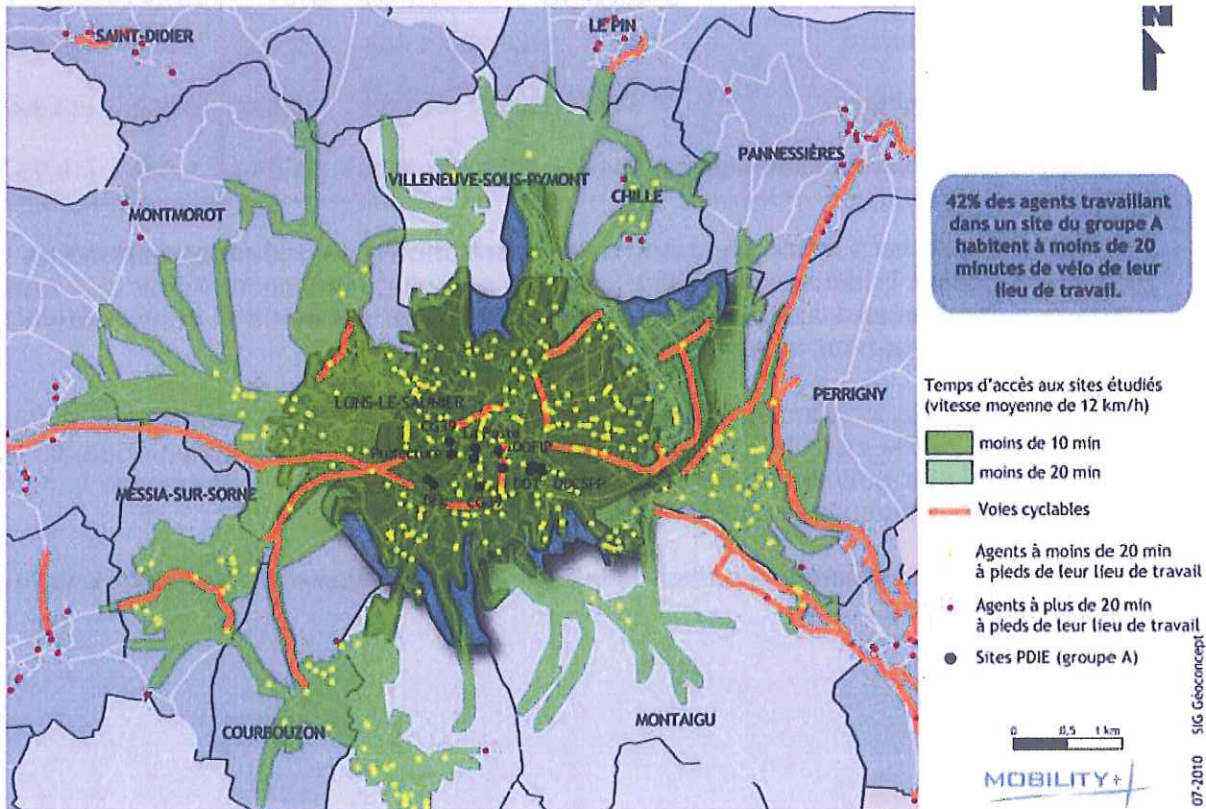 SAINT-DIDIER
LE PIN
N
PANNESSIÈRES
VILLENEUVE-SOUS-PYMONT
CHILLE
MONTMOROT
42% des agents travaillant
dans un site du groupe A
habitent à moins de 20
minutes de vélo de leur
lieu de travail.
PERRIGNY
LONS-LE-SAUNIER
DDT
DDCSPP
MESSIA-SUR-SORNE
COURBOUZON
MONTAIGU
Temps d'accès aux sites étudiés
(vitesse moyenne de 12 km/h)
moins de 10 min
moins de 20 min
Voies cyclables
Agents à moins de 20 min
à pieds de leur lieu de travail
Agents à plus de 20 min
à pieds de leur lieu de travail
Sites PDIE (groupe A)
0 0,5 1 km
MOBILITY+
07-2010 SIG Géoconcept